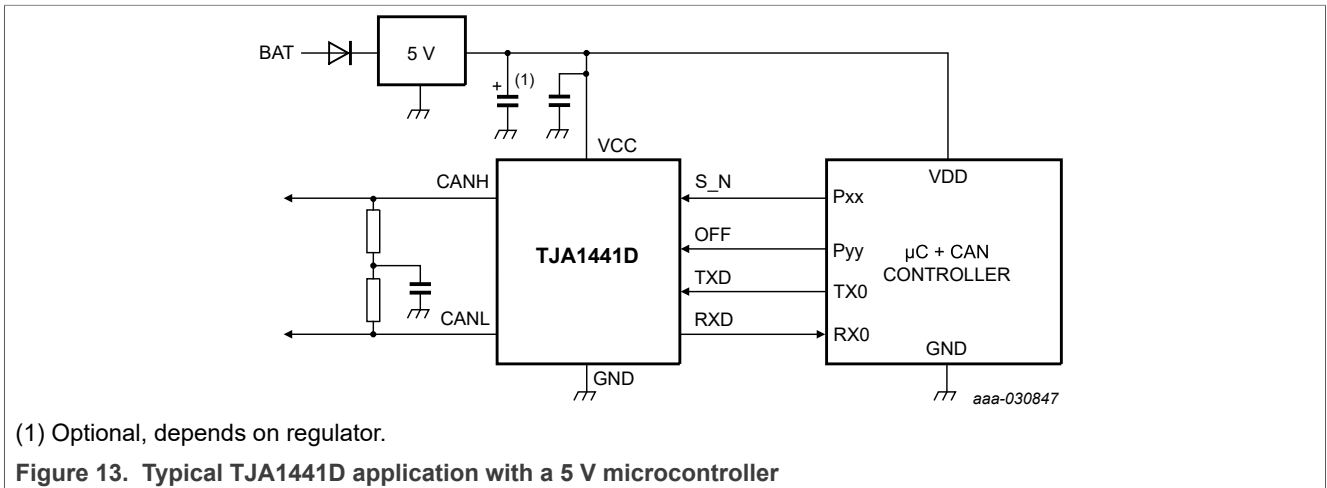 BAT
5 V
+
(1)
VCC
CANH
S_N
Pxx
VDD
OFF
Pyy
TJA1441D
µC + CAN
CONTROLLER
TXD
TX0
CANL
RXD
RX0
GND
GND
aaa-030847
(1) Optional, depends on regulator.
Figure 13. Typical TJA1441D application with a 5 V microcontroller